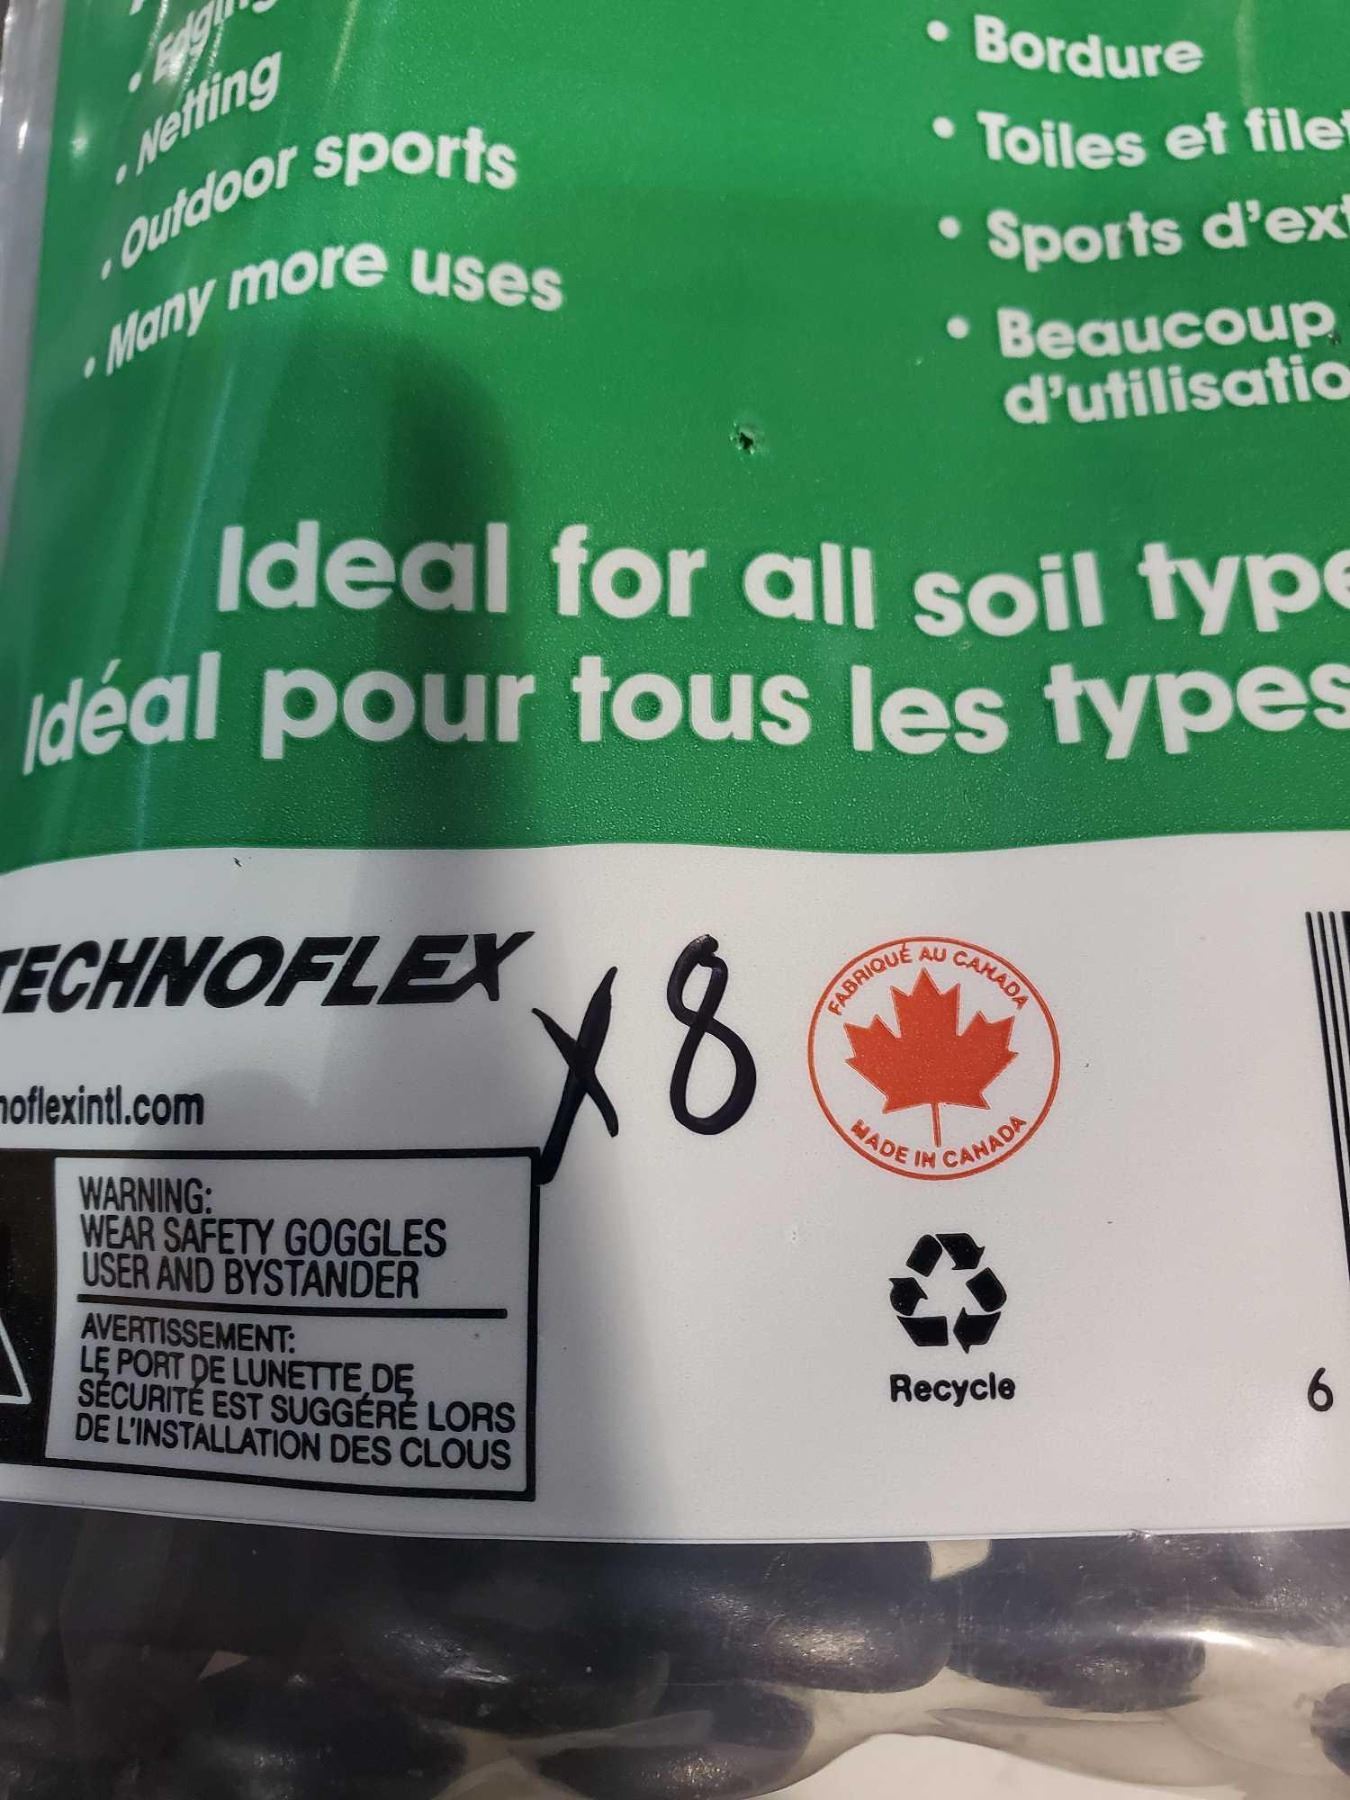 • Edging
• Netting
• Outdoor sports
• Many more uses
• Bordure
• Toiles et filet
• Sports d'ext
• Beaucoup
d'utilisatio
Ideal for all soil type
Idéal pour tous les types
TECHNOFLEX
x 8
FABRIQUÉ AU CANADA
MADE IN CANADA
noflexintl.com
WARNING:
WEAR SAFETY GOGGLES
USER AND BYSTANDER
AVERTISSEMENT:
LE PORT DE LUNETTE DE
SÉCURITÉ EST SUGGÉRÉ LORS
DE L'INSTALLATION DES CLOUS
Recycle
6